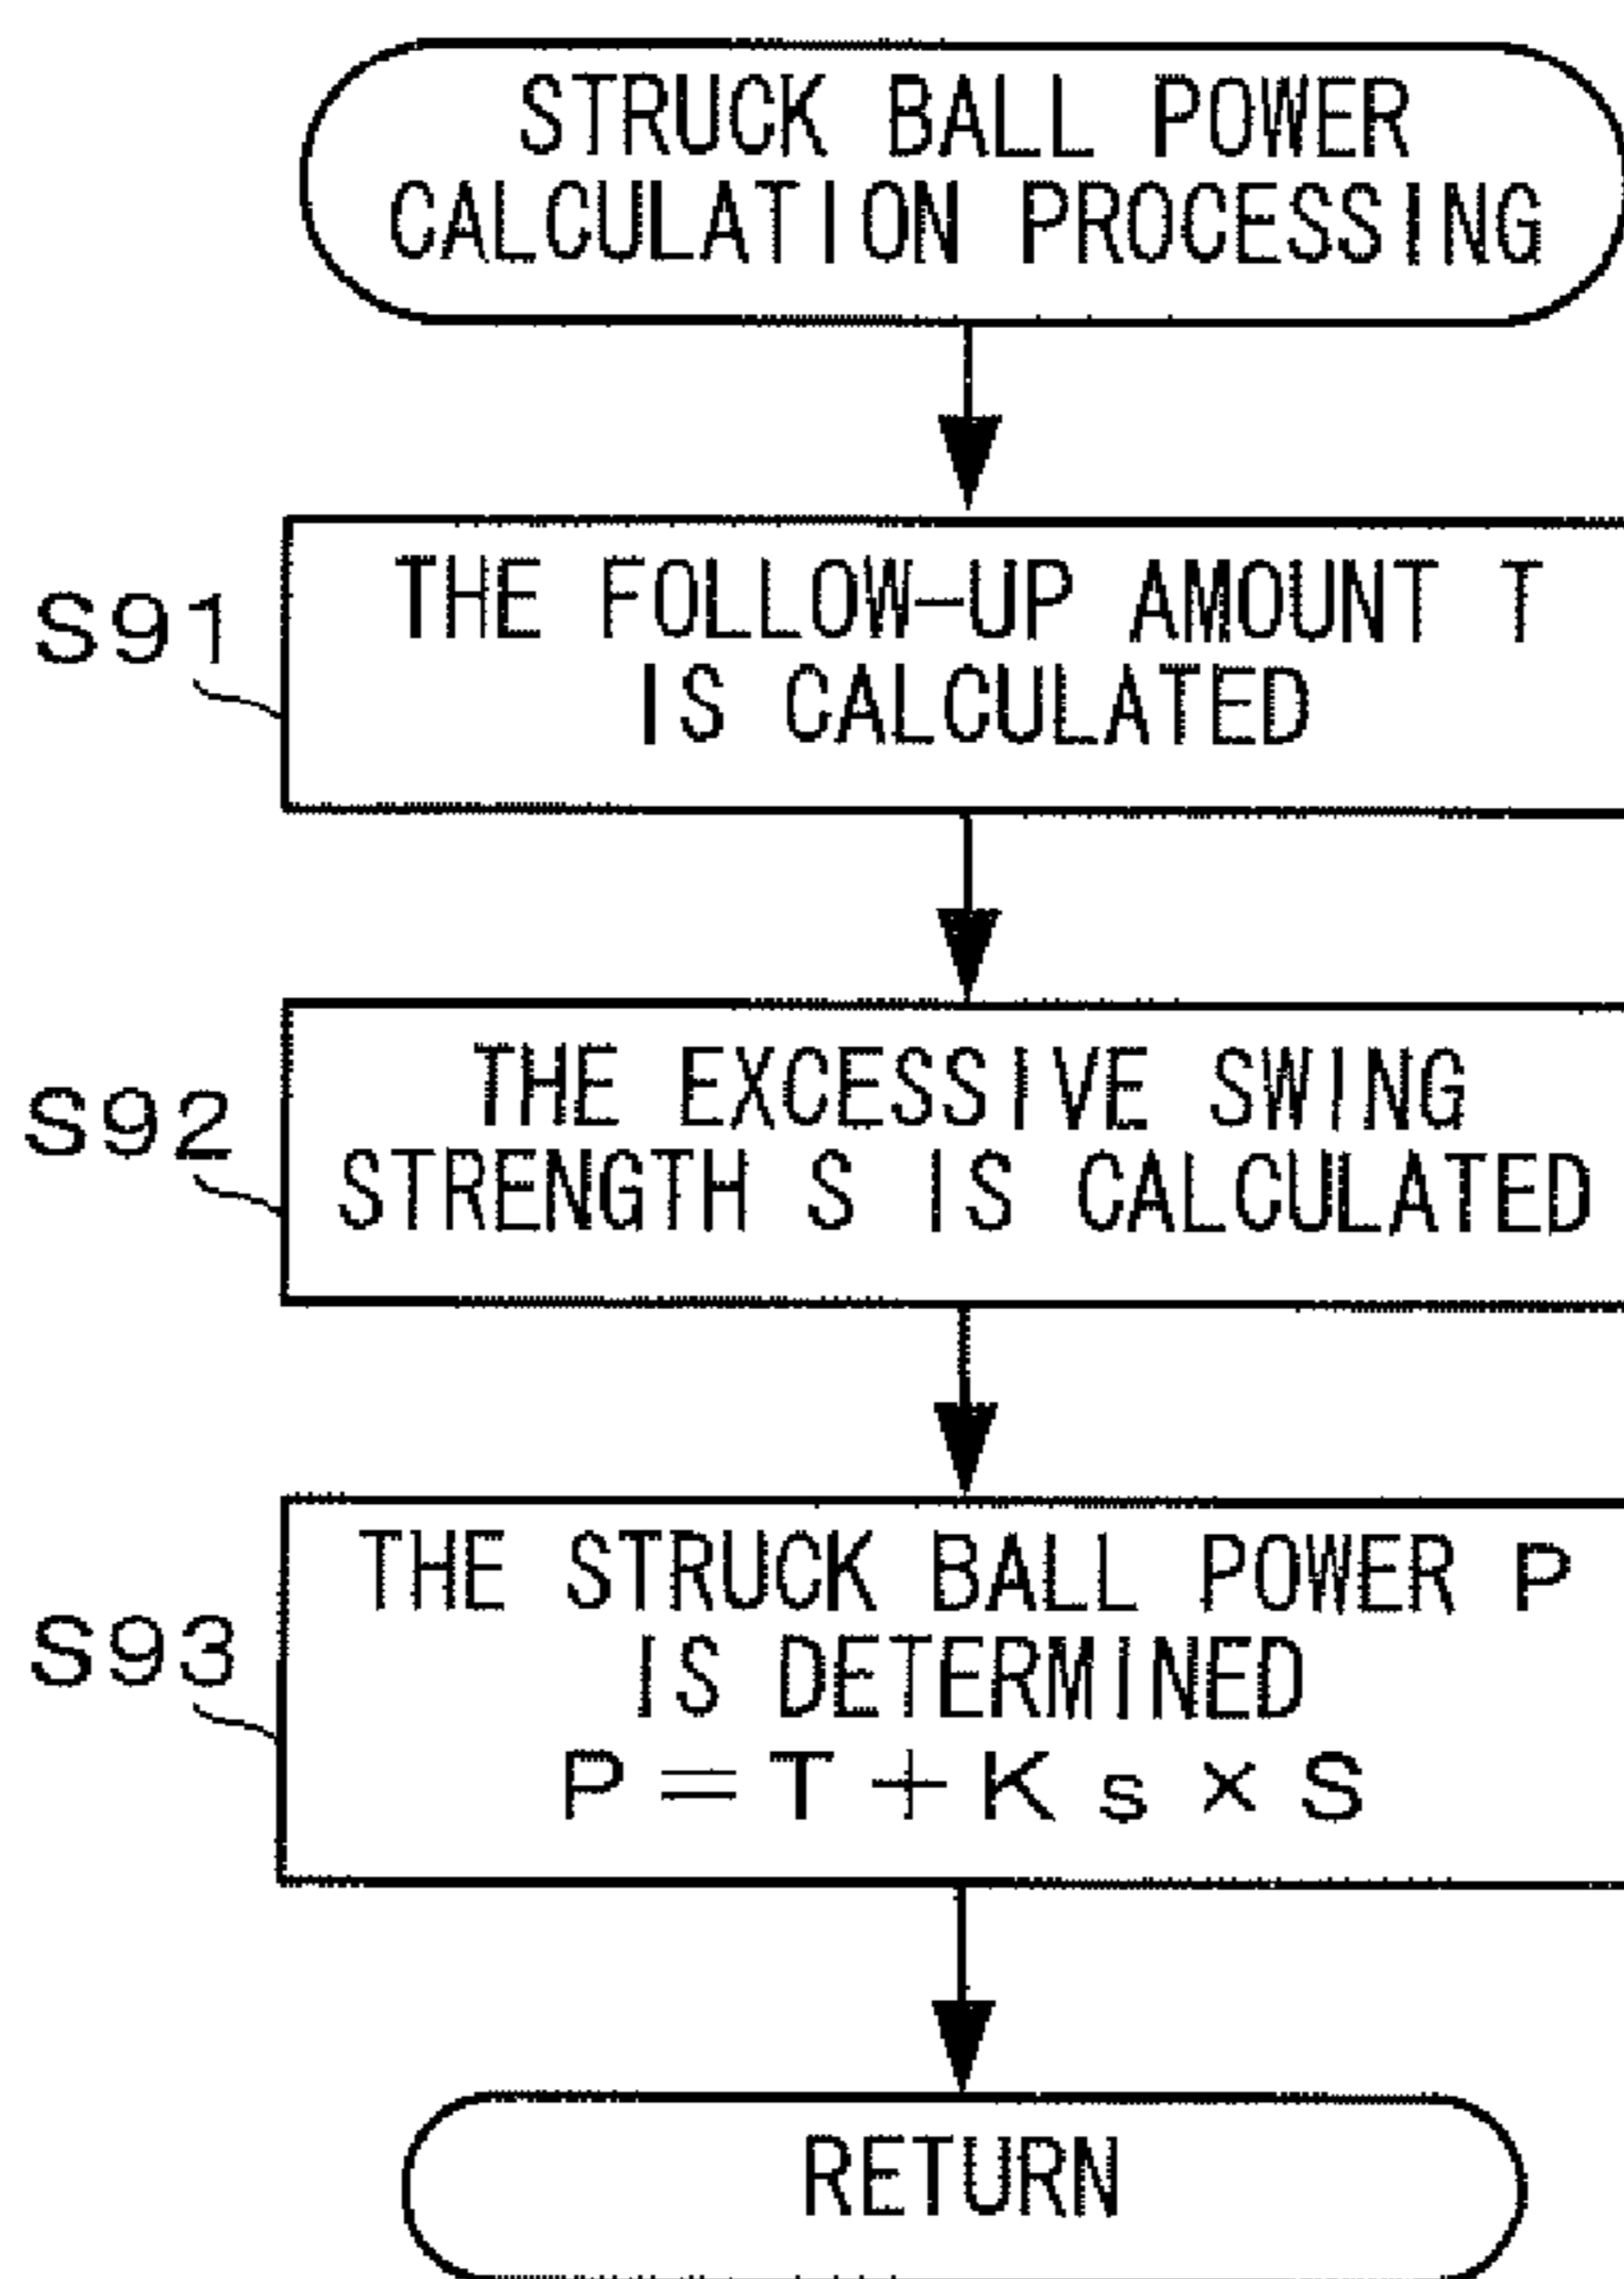 STRUCK BALL POWER
CALCULATION PROCESSING
S91
THE FOLLOW-UP AMOUNT T
IS CALCULATED
S92
THE EXCESSIVE SWING
STRENGTH S IS CALCULATED
S93
THE STRUCK BALL POWER P
IS DETERMINED
P=T+Ks×S
RETURN